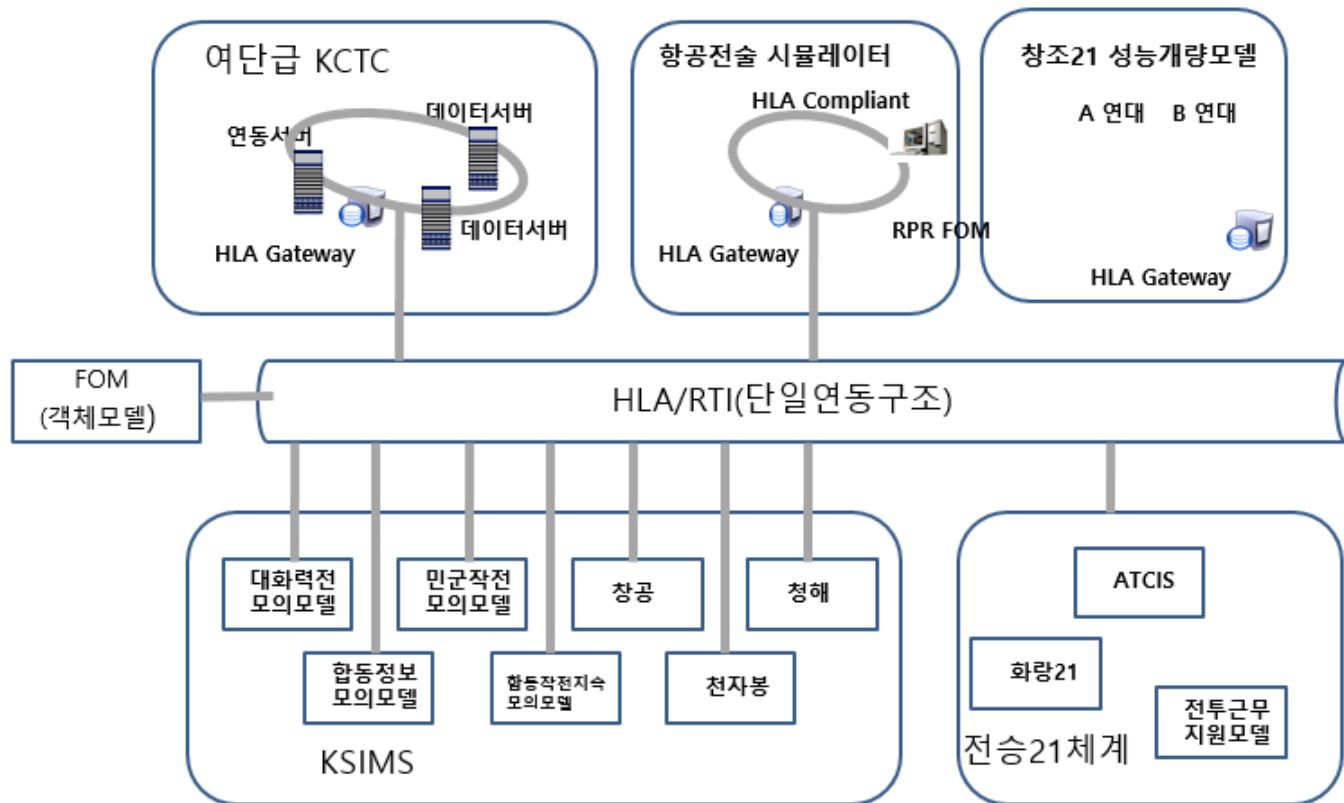 여단급 KCTC
연동서버
데이터서버
데이터서버
HLA Gateway
항공전술 시뮬레이터
HLA Compliant
RPR FOM
HLA Gateway
창조21 성능개량모델
A 연대 B 연대
HLA Gateway
FOM
(객체모델)
HLA/RTI(단일연동구조)
대화력전
모의모델
민군작전
모의모델
창공
청해
합동정보
모의모델
합동작전지속
모의모델
천자봉
KSIMS
ATCIS
화랑21
전투근무
지원모델
전승21체계